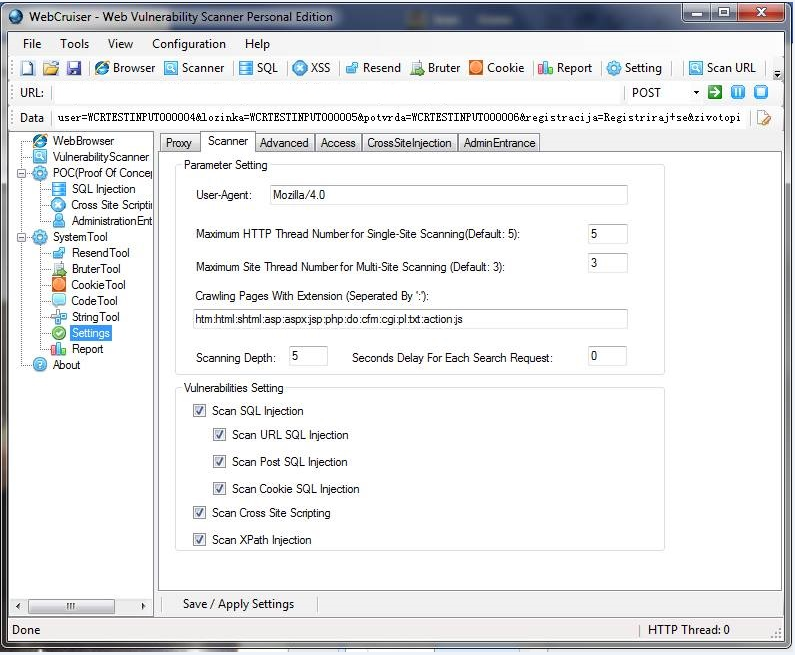 WebCruiser - Web Vulnerability Scanner Personal Edition
File Tools View Configuration Help
Browser Scanner SQL XSS Resend Bruter Cookie Report Setting Scan URL
URL: POST
Data user=WCRTESTINPUT000004&lozinka=WCRTESTINPUT000005&potvrda=WCRTESTINPUT000006&registracija=Registriraj+se&zivotopi
WebBrowser
VulnerabilityScanner
POC(Proof Of Concep
SQL Injection
Cross Site Scripti
AdministrationEnt
SystemTool
ResendTool
BruterTool
CookieTool
CodeTool
StringTool
Settings
Report
About
Proxy Scanner Advanced Access CrossSiteInjection AdminEntrance
Parameter Setting
User-Agent: Mozilla/4.0
Maximum HTTP Thread Number for Single-Site Scanning(Default: 5): 5
Maximum Site Thread Number for Multi-Site Scanning (Default: 3): 3
Crawling Pages With Extension (Seperated By ':'):
htm:html:shtml:asp:aspx:jsp:php:do:cfm:cgi:pl:txt:action:js
Scanning Depth: 5 Seconds Delay For Each Search Request: 0
Vulnerabilities Setting
Scan SQL Injection
Scan URL SQL Injection
Scan Post SQL Injection
Scan Cookie SQL Injection
Scan Cross Site Scripting
Scan XPath Injection
Save / Apply Settings
Done HTTP Thread: 0